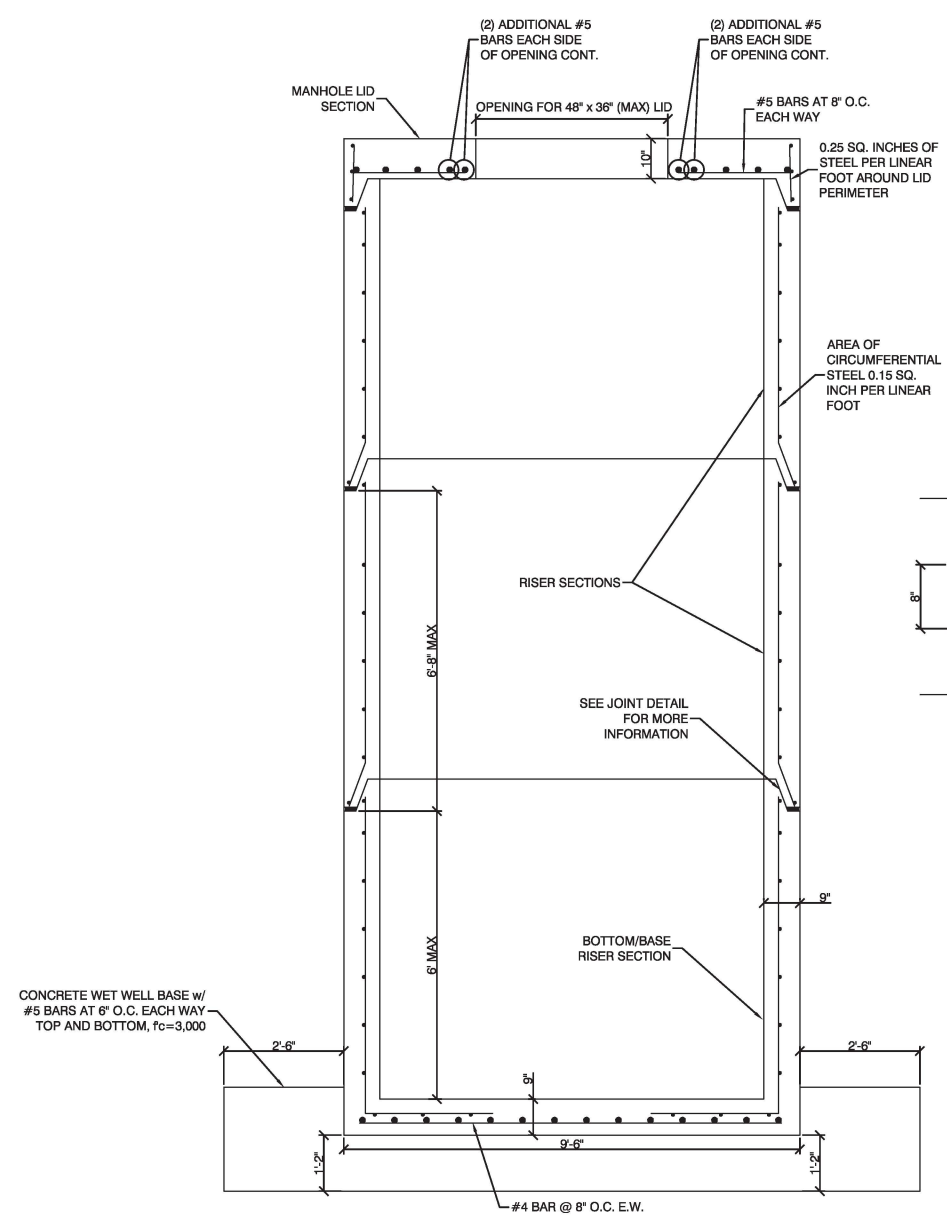 (2) ADDITIONAL #5
BARS EACH SIDE
OF OPENING CONT.
(2) ADDITIONAL #5
BARS EACH SIDE
OF OPENING CONT.
MANHOLE LID
SECTION
OPENING FOR 48" x 36" (MAX) LID
#5 BARS AT 8" O.C.
EACH WAY
10"
0.25 SQ. INCHES OF
STEEL PER LINEAR
FOOT AROUND LID
PERIMETER
AREA OF
CIRCUMFERENTIAL
STEEL 0.15 SQ.
INCH PER LINEAR
FOOT
RISER SECTIONS
8"
6'-8" MAX
SEE JOINT DETAIL
FOR MORE
INFORMATION
9"
6' MAX
BOTTOM/BASE
RISER SECTION
CONCRETE WET WELL BASE w/
#5 BARS AT 6" O.C. EACH WAY
TOP AND BOTTOM, f'c=3,000
2'-6"
2'-6"
9"
9'-6"
1'-2"
1'-2"
#4 BAR @ 8" O.C. E.W.